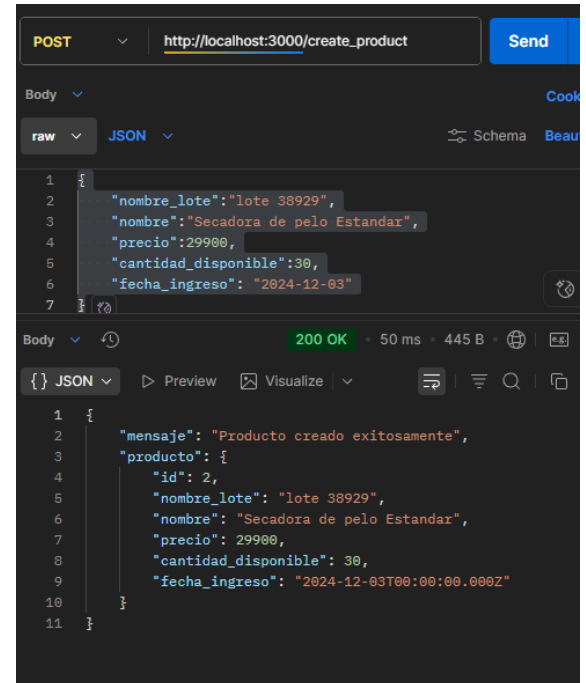 POST http://localhost:3000/create_product Send
Body Cook
raw JSON Schema Beau
1 {
2 "nombre_lote":"lote 38929",
3 "nombre":"Secadora de pelo Estandar",
4 "precio":29900,
5 "cantidad_disponible":30,
6 "fecha_ingreso": "2024-12-03"
7 }
Body 200 OK • 50 ms • 445 B e.g.
{} JSON Preview Visualize
1 {
2 "mensaje": "Producto creado exitosamente",
3 "producto": {
4 "id": 2,
5 "nombre_lote": "lote 38929",
6 "nombre": "Secadora de pelo Estandar",
7 "precio": 29900,
8 "cantidad_disponible": 30,
9 "fecha_ingreso": "2024-12-03T00:00:00.000Z"
10 }
11 }